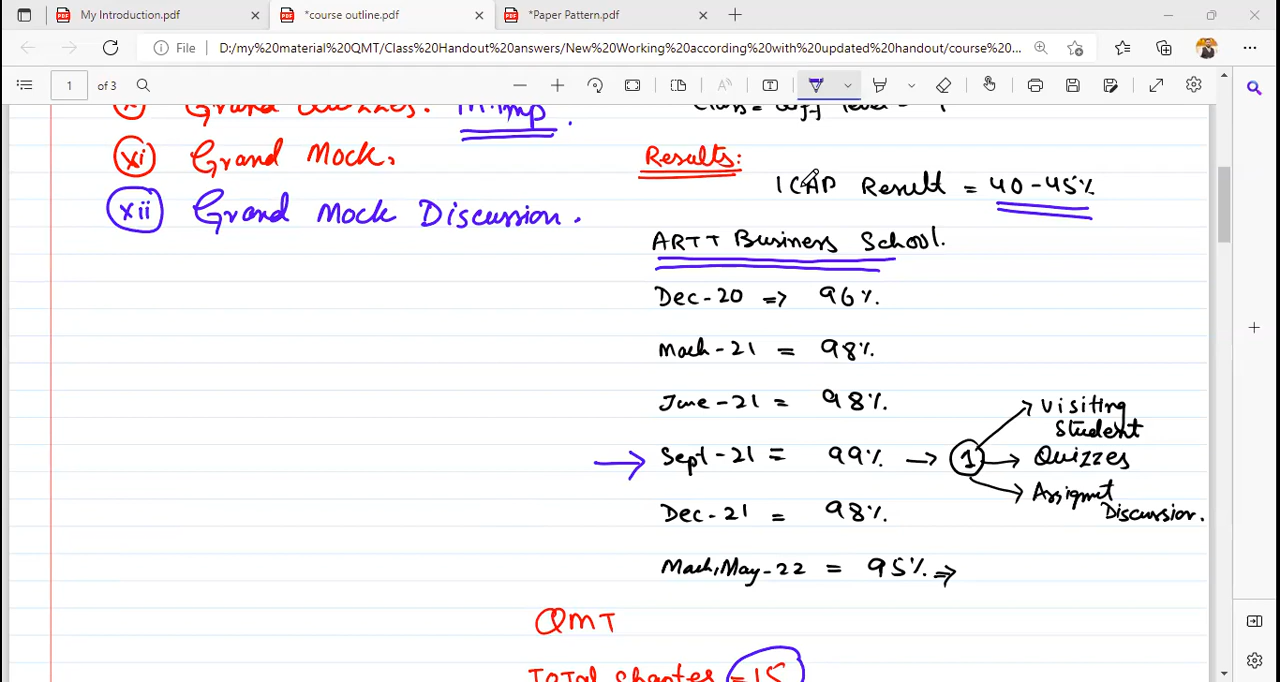 My Introduction.pdf
*course outline.pdf
*Paper Pattern.pdf
File
D:/my%20material%20QMT/Class%20Handout%20answers/New%20Working%20according%20with%20updated%20handout/course%20...
1
of 3
xi Grand Mock,
xii Grand Mock Discussion.
Results:
ICAP Result = 40-45%
ARTT Business School.
Dec-20 => 96%.
Mach-21 = 98%
June-21 = 98%.
Sept-21 = 99% → 1
Visiting
Student
Quizzes
Assigmet
Discussion.
Dec-21 = 98%.
Mach,May-22 = 95%. =>
QMT
Total chapter = 15